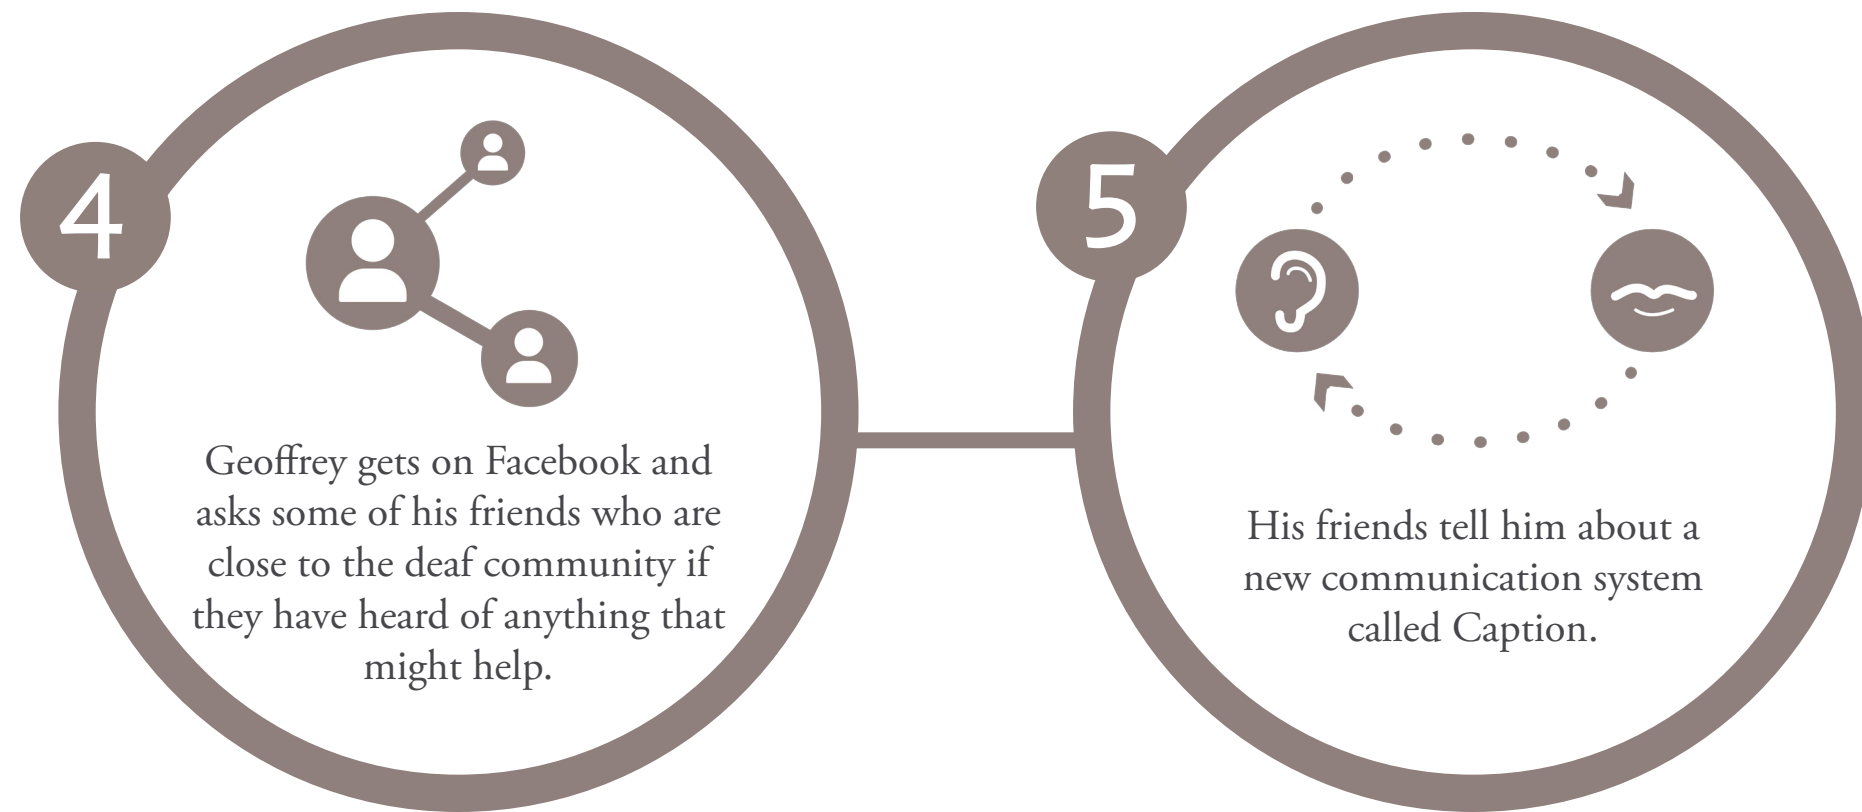 4
Geoffrey gets on Facebook and
asks some of his friends who are
close to the deaf community if
they have heard of anything that
might help.
5
His friends tell him about a
new communication system
called Caption.